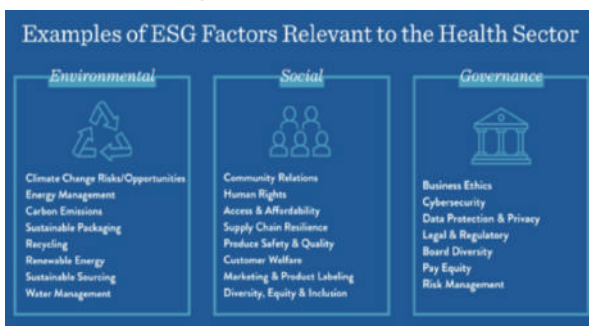 Examples of ESG Factors Relevant to the Health Sector
Environmental
Climate Change Risks/Opportunities
Energy Management
Carbon Emissions
Sustainable Packaging
Recycling
Renewable Energy
Sustainable Sourcing
Water Management
Social
Community Relations
Human Rights
Access & Affordability
Supply Chain Resilience
Produce Safety & Quality
Customer Welfare
Marketing & Product Labeling
Diversity, Equity & Inclusion
Governance
Business Ethics
Cybersecurity
Data Protection & Privacy
Legal & Regulatory
Board Diversity
Pay Equity
Risk Management